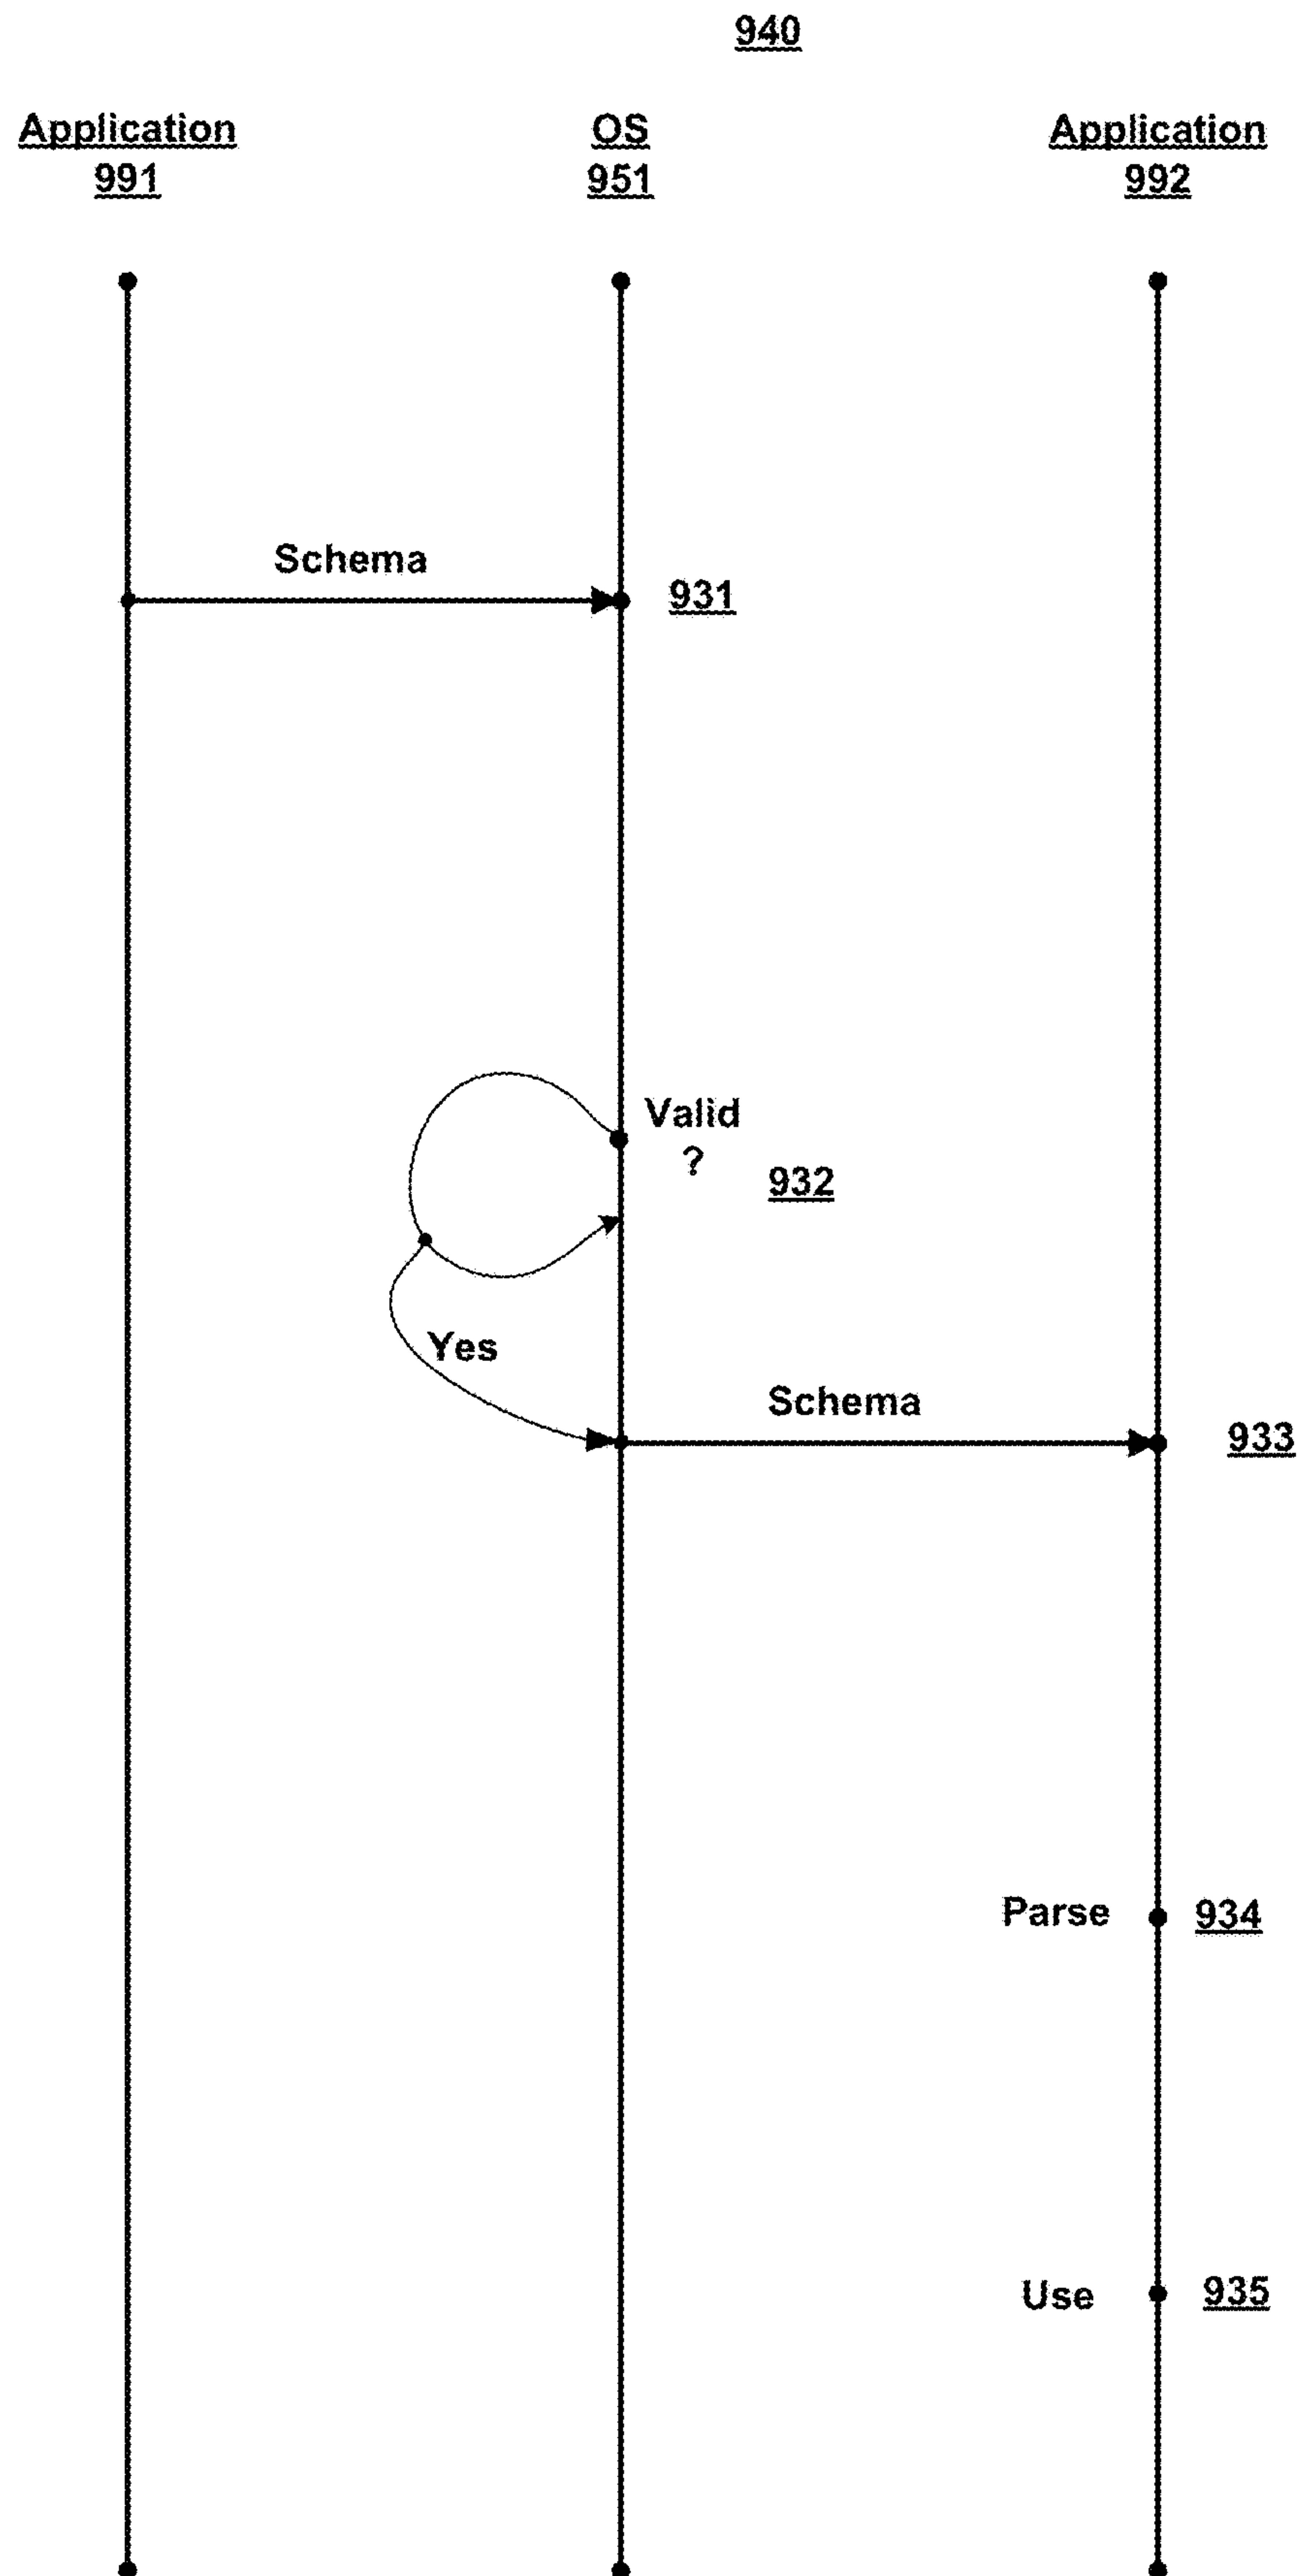 940
Application
991
OS
951
Application
992
Schema
931
Valid
?
932
Yes
Schema
933
Parse
934
Use
935